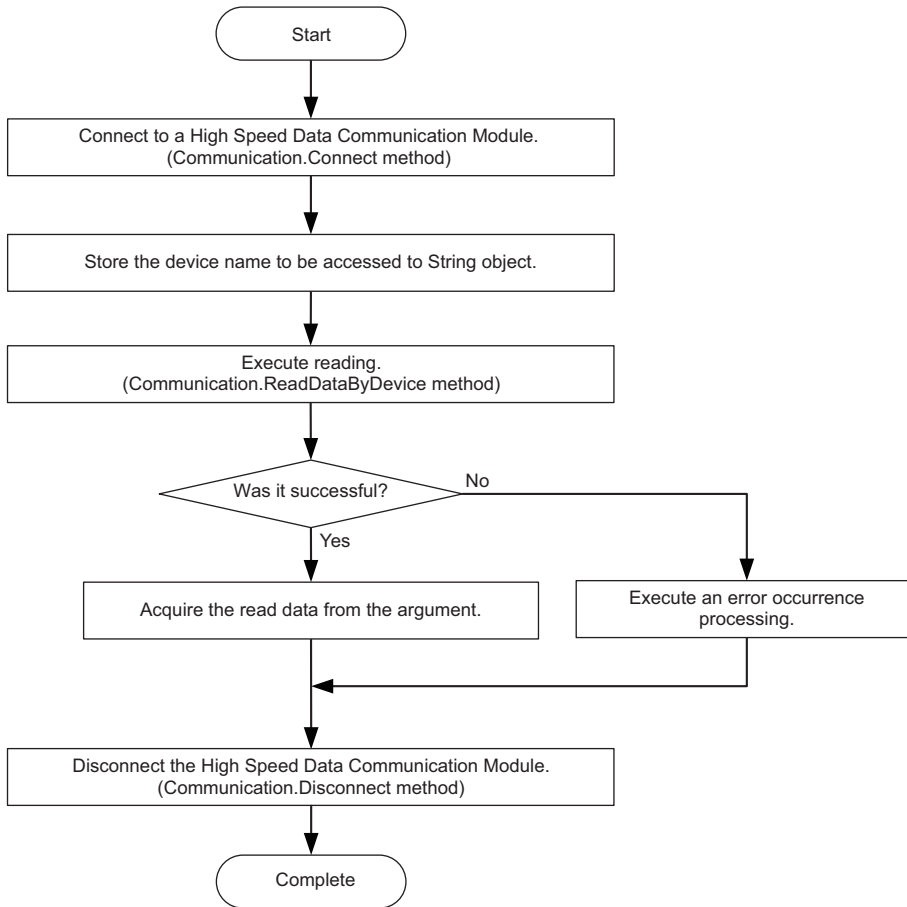 Start
Connect to a High Speed Data Communication Module.
(Communication.Connect method)
Store the device name to be accessed to String object.
Execute reading.
(Communication.ReadDataByDevice method)
Was it successful?
No
Yes
Acquire the read data from the argument.
Execute an error occurrence
processing.
Disconnect the High Speed Data Communication Module.
(Communication.Disconnect method)
Complete